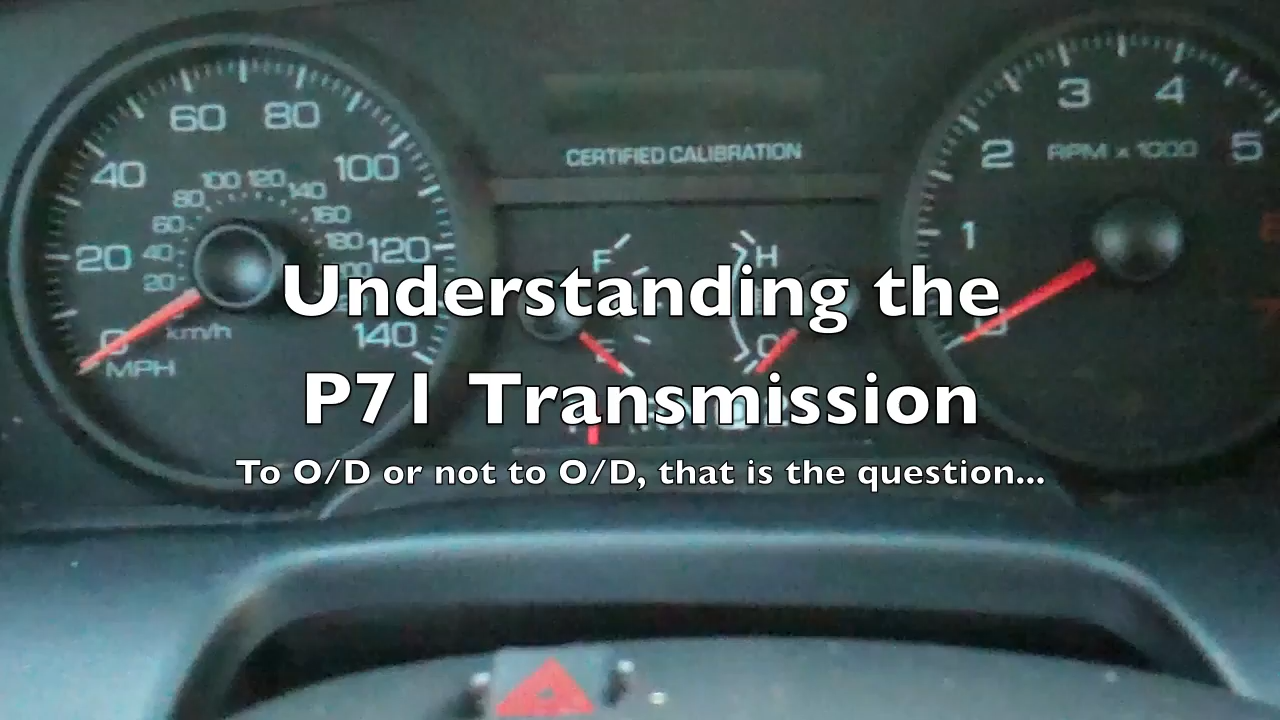 60 80
40 100
20 120
0 140
MPH
km/h
20 40 60 80 100 120 140 160 180
CERTIFIED CALIBRATION
F
E
H
C
RPM x 1000
0 1 2 3 4 5
Understanding the
P71 Transmission
To O/D or not to O/D, that is the question...